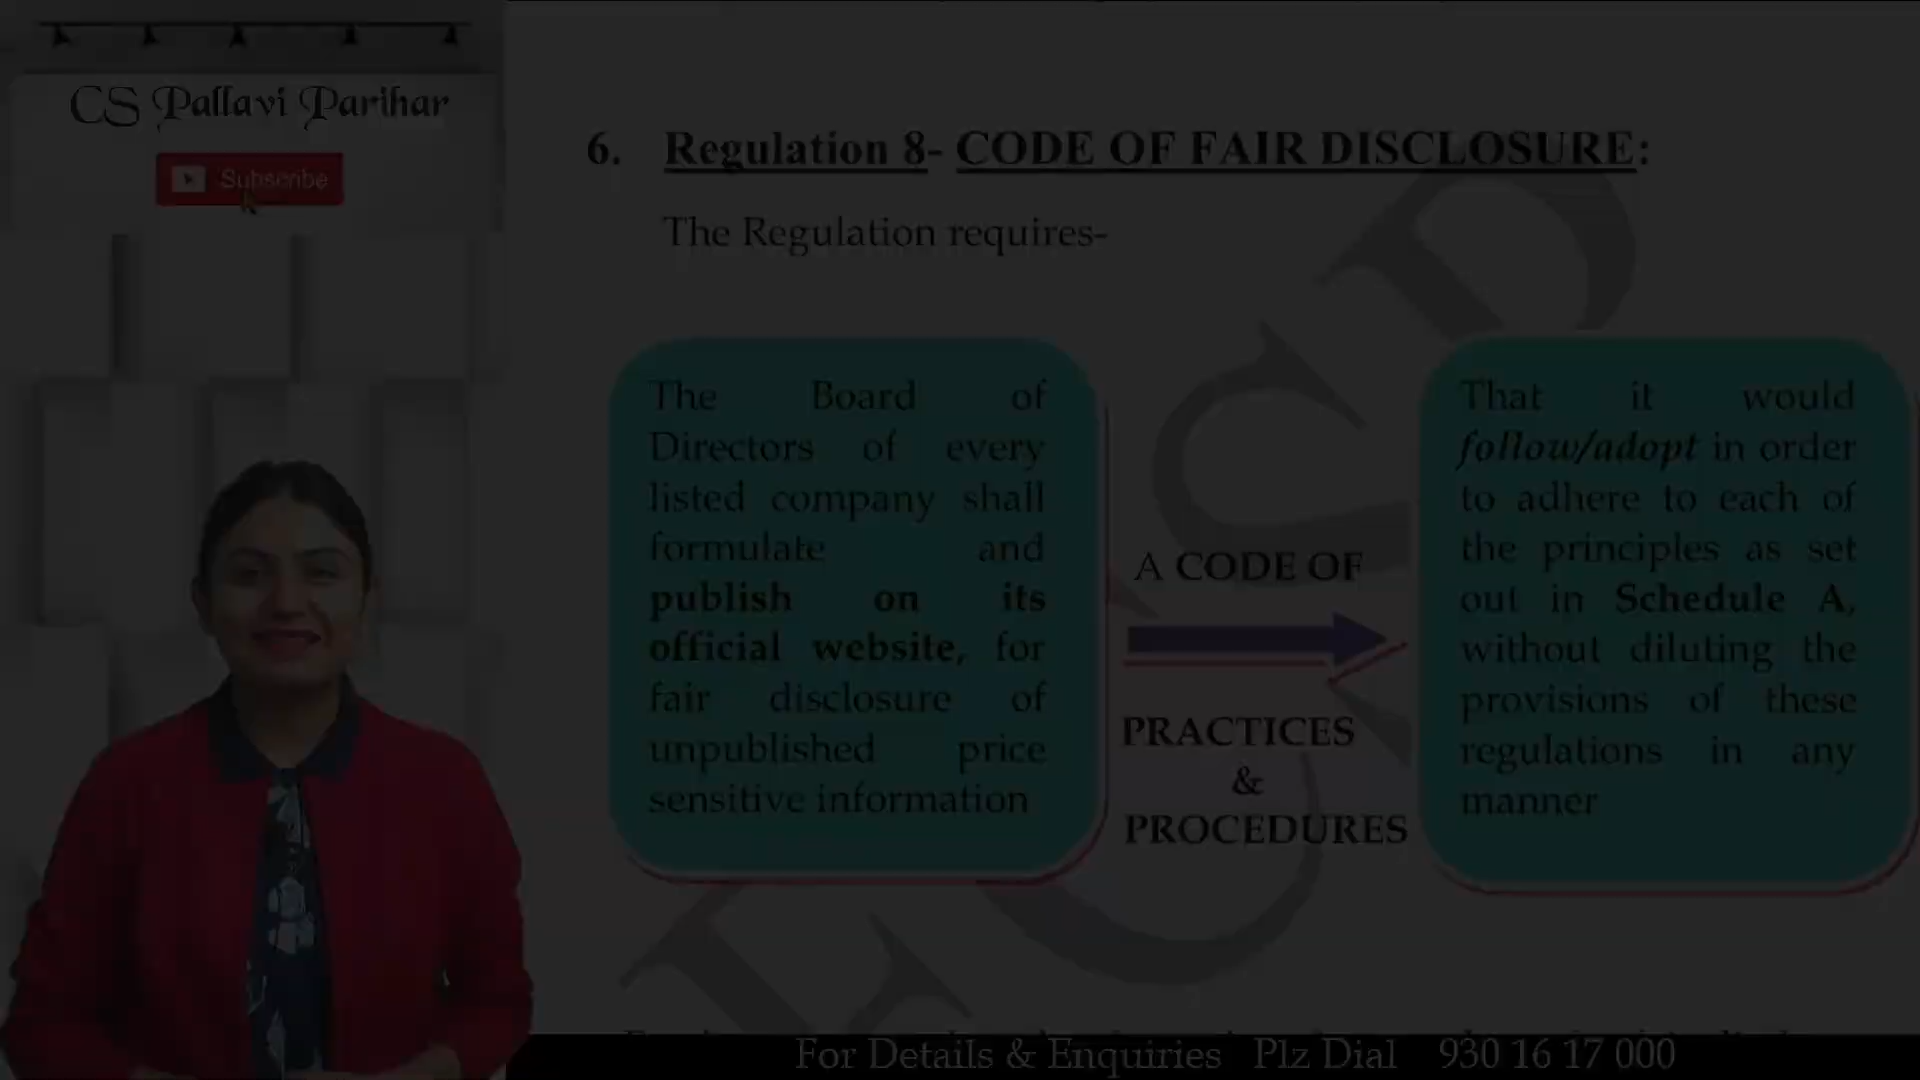 CS Pallavi Parihar
Subscribe
6. Regulation 8- CODE OF FAIR DISCLOSURE:
The Regulation requires-
The Board of
Directors of every
listed company shall
formulate and
publish on its
official website, for
fair disclosure of
unpublished price
sensitive information
A CODE OF
PRACTICES
&
PROCEDURES
That it would
follow/adopt in order
to adhere to each of
the principles as set
out in Schedule A,
without diluting the
provisions of these
regulations in any
manner
For Details & Enquiries Plz Dial 930 16 17 000